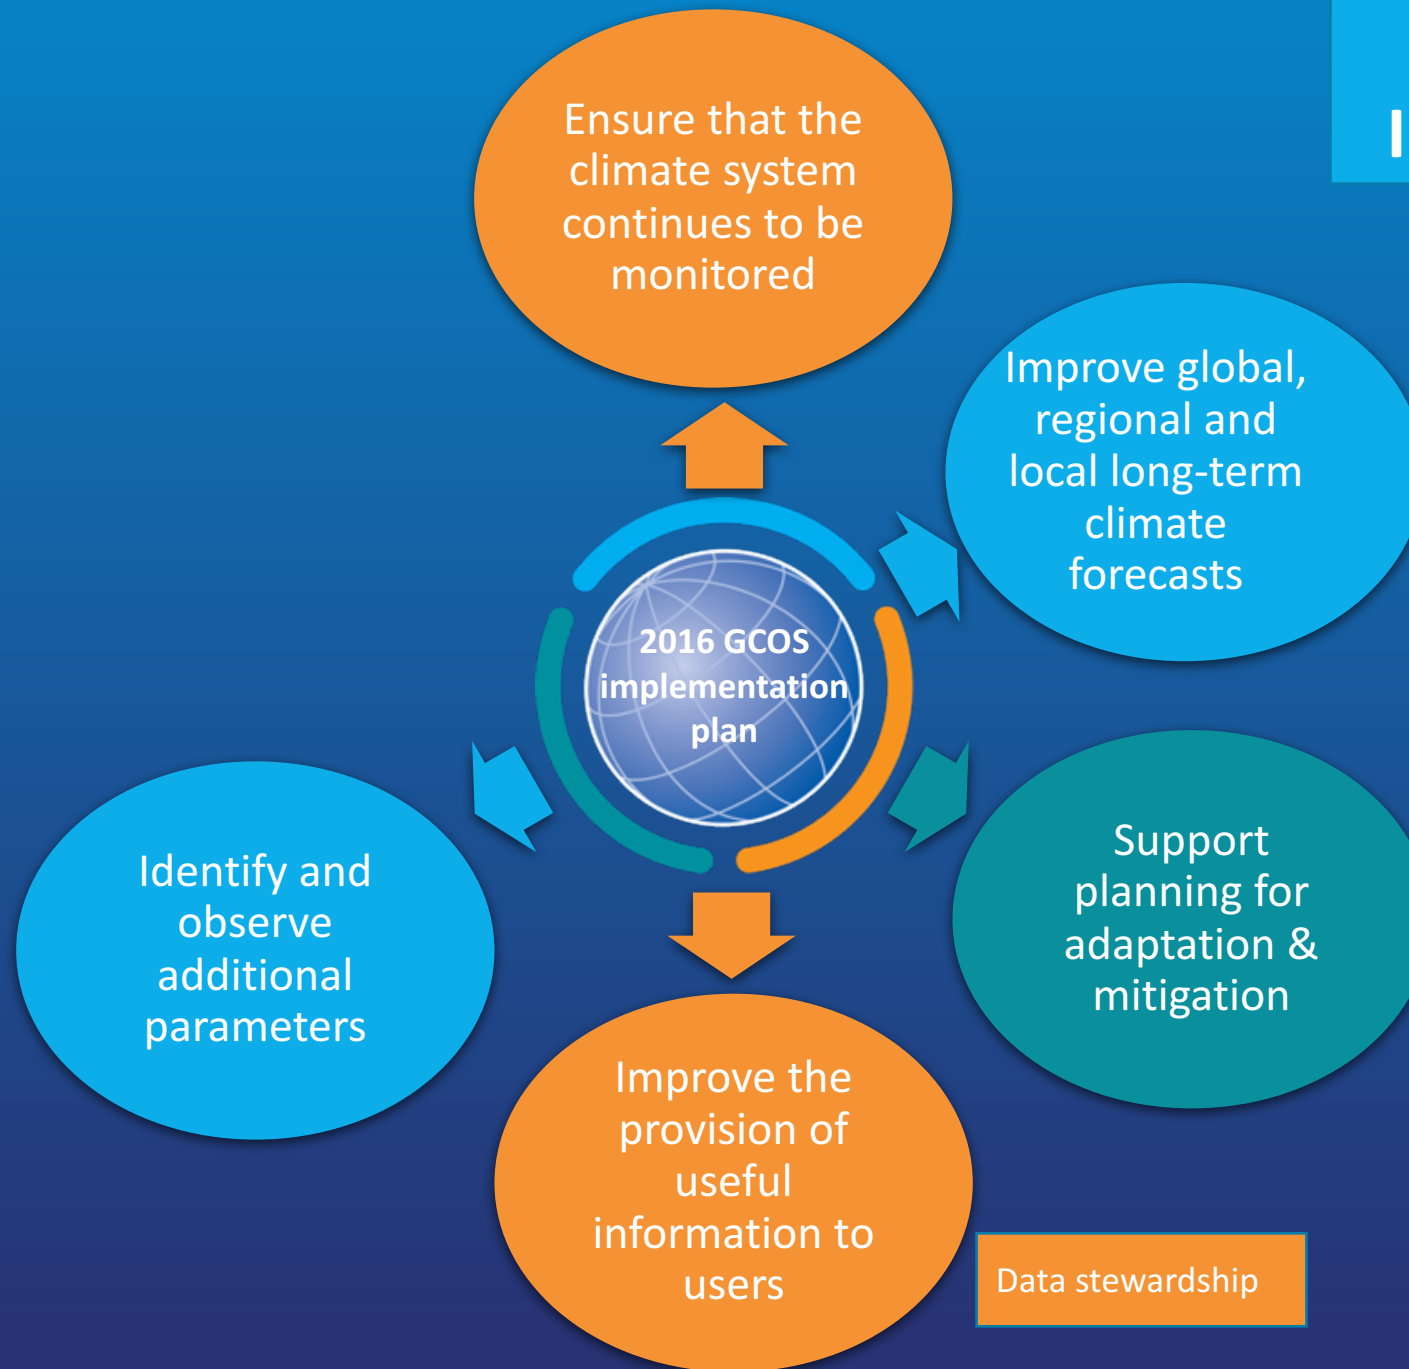 Ensure that the
climate system
continues to be
monitored
Improve global,
regional and
local long-term
climate
forecasts
2016 GCOS
implementation
plan
Support
planning for
adaptation &
mitigation
Identify and
observe
additional
parameters
Improve the
provision of
useful
information to
users
Data stewardship